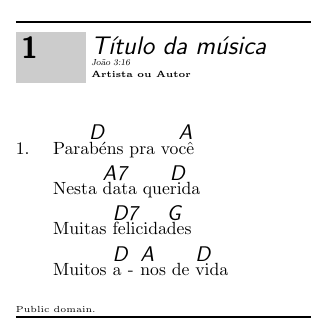 1
Título da música
João 3:16
Artista ou Autor
D A
1. Parabéns pra você
A7 D
Nesta data querida
D7 G
Muitas felicidades
D A D
Muitos a - nos de vida
Public domain.